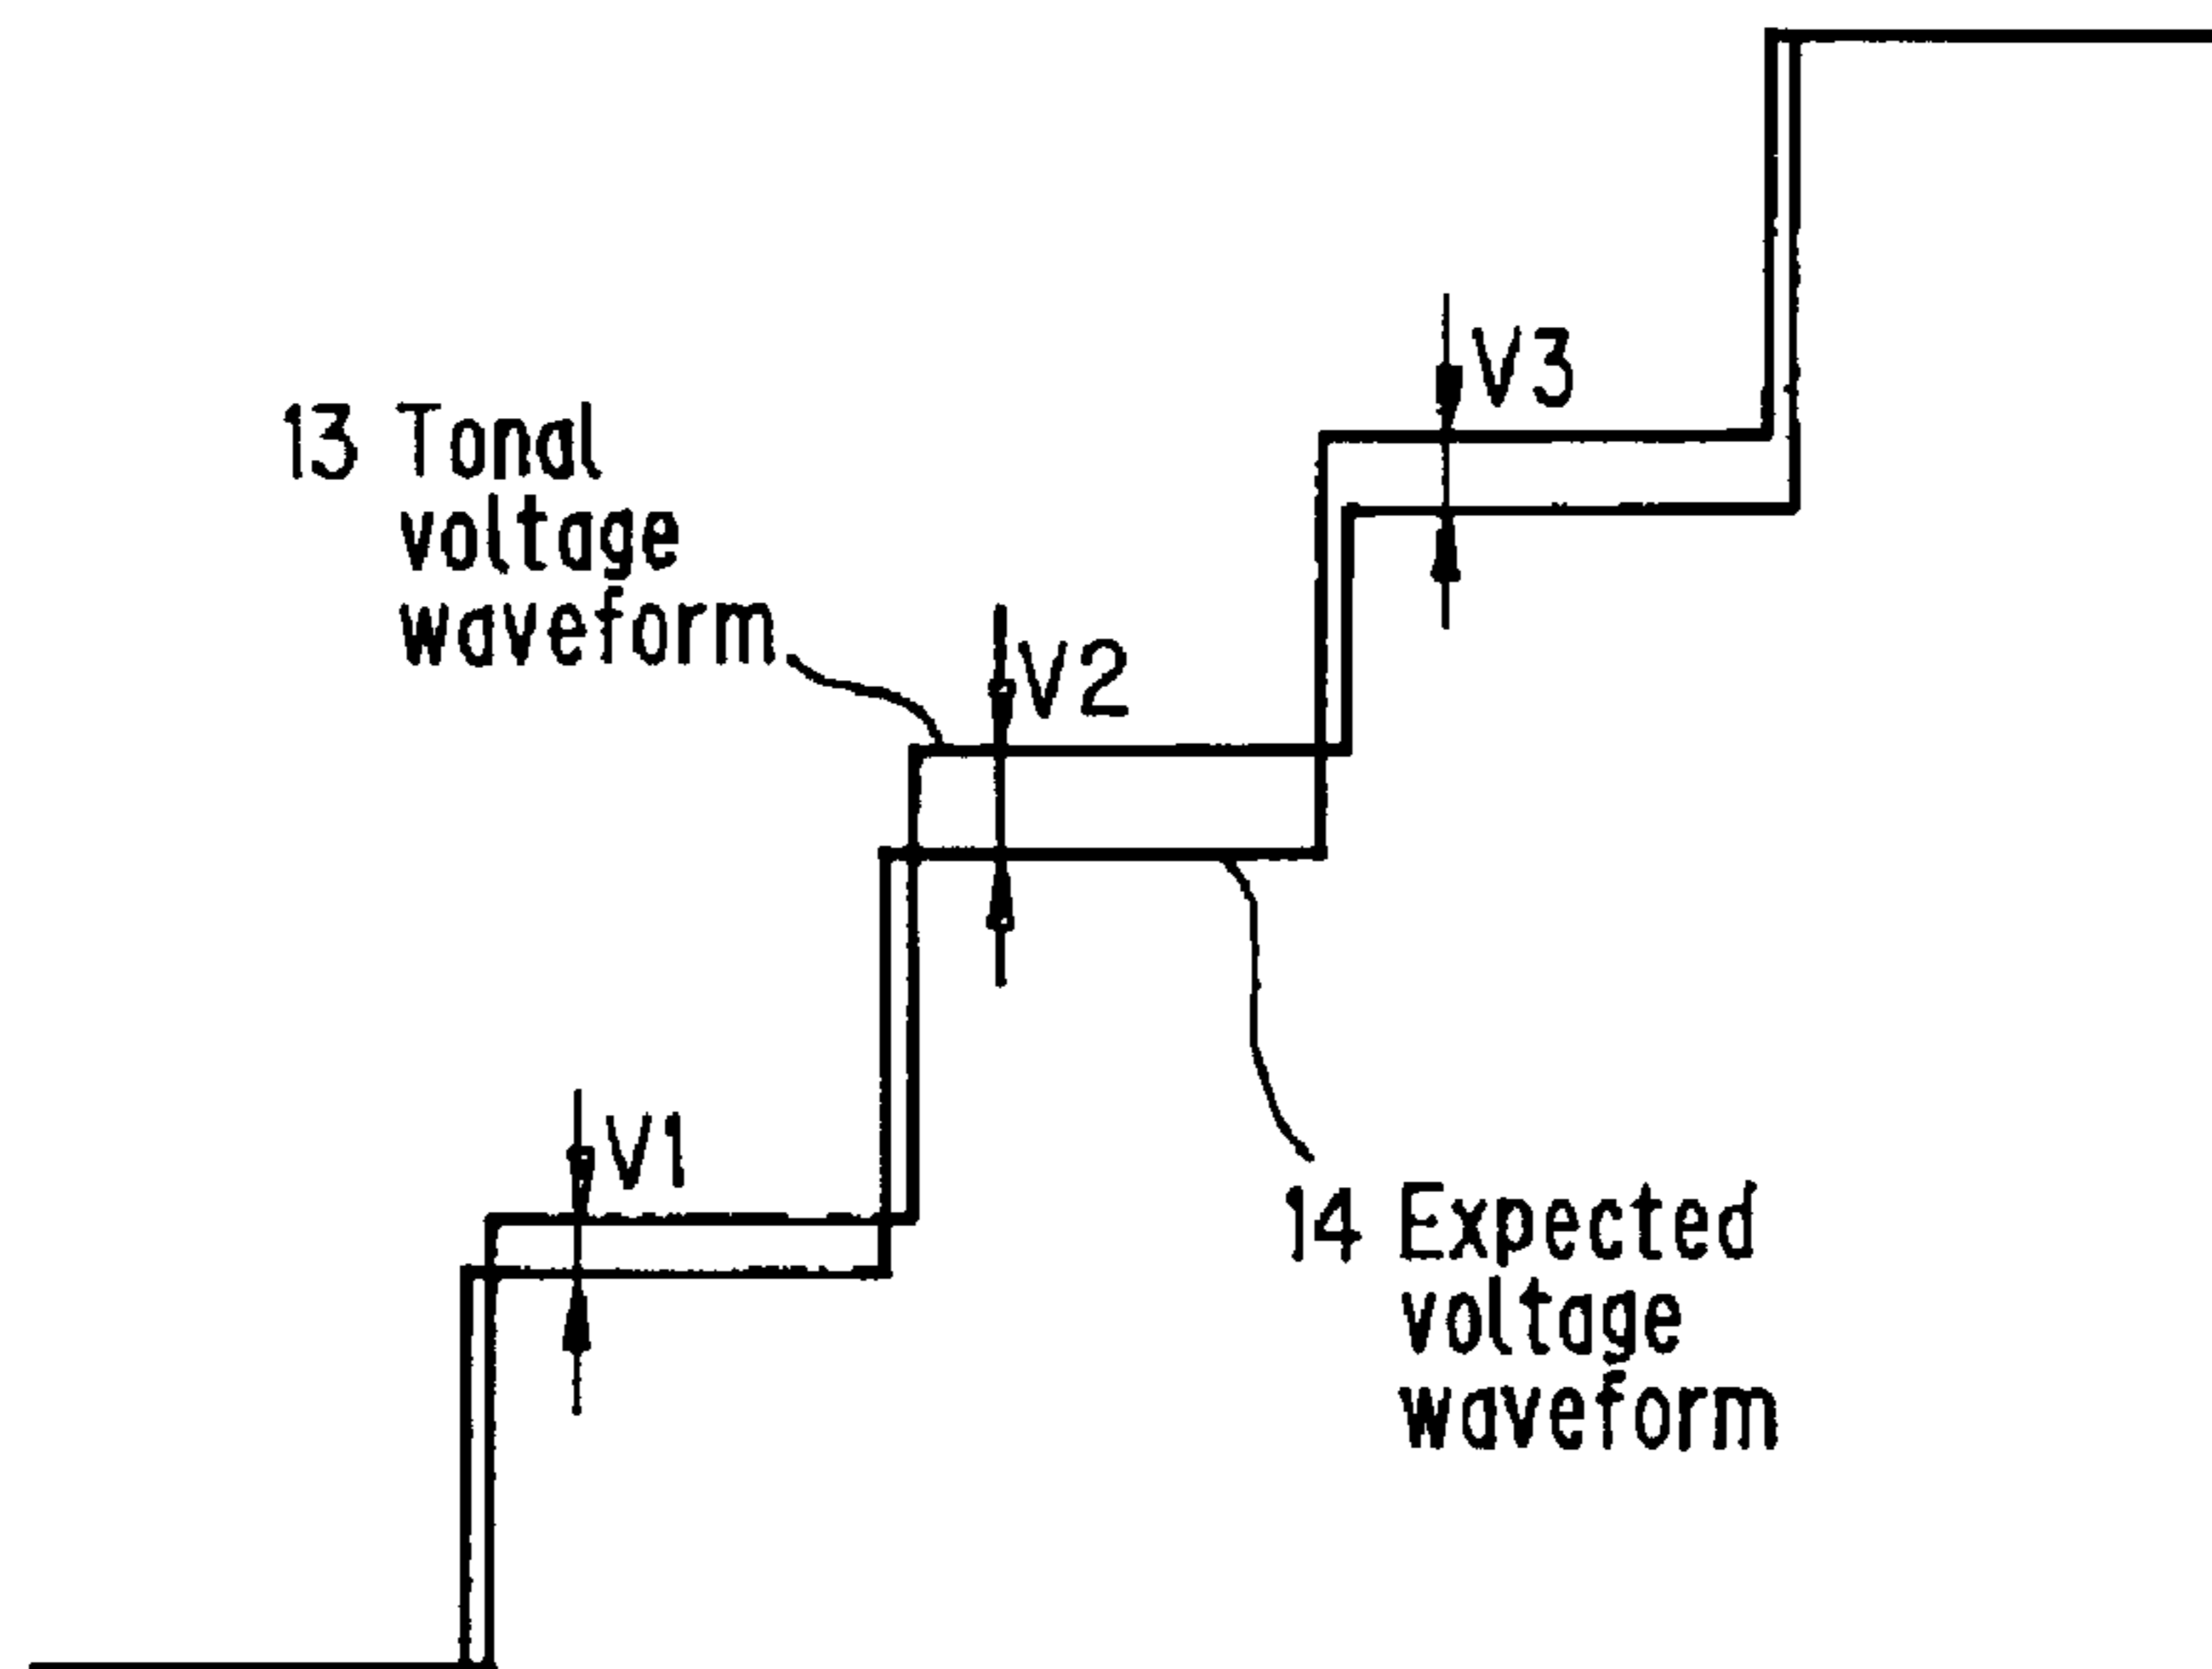 V3
13 Tonal
voltage
waveform
V2
V1
14 Expected
voltage
waveform